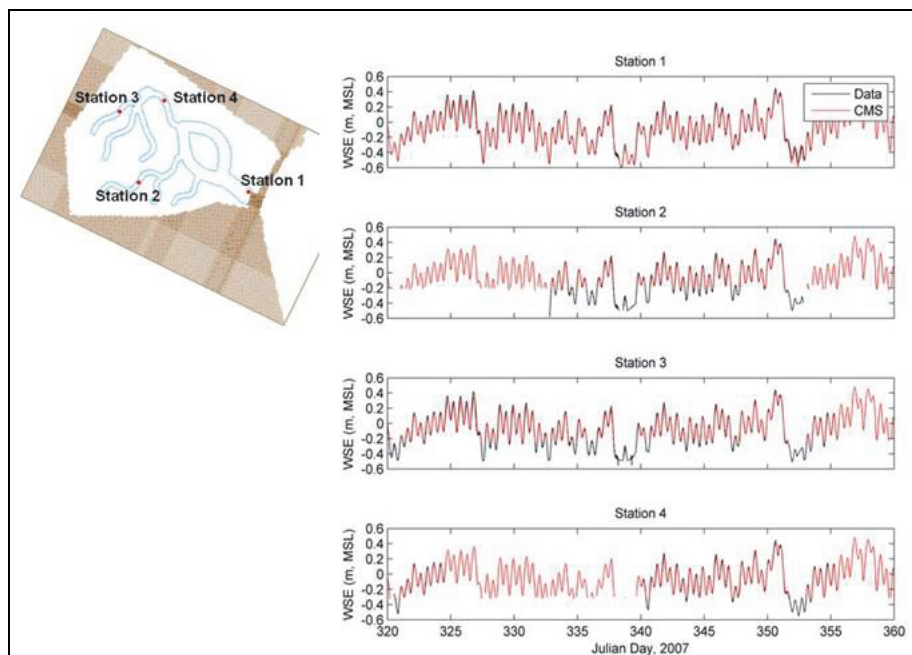 Station 3
Station 4
Station 1
Station 2
Station 1
WSE (m, MSL)
0.6
0.4
0.2
0
-0.2
-0.4
-0.6
Data
CMS
Station 2
WSE (m, MSL)
0.6
0.4
0.2
0
-0.2
-0.4
-0.6
Station 3
WSE (m, MSL)
0.6
0.4
0.2
0
-0.2
-0.4
-0.6
Station 4
WSE (m, MSL)
0.6
0.4
0.2
0
-0.2
-0.4
-0.6
320 325 330 335 340 345 350 355 360
Julian Day, 2007